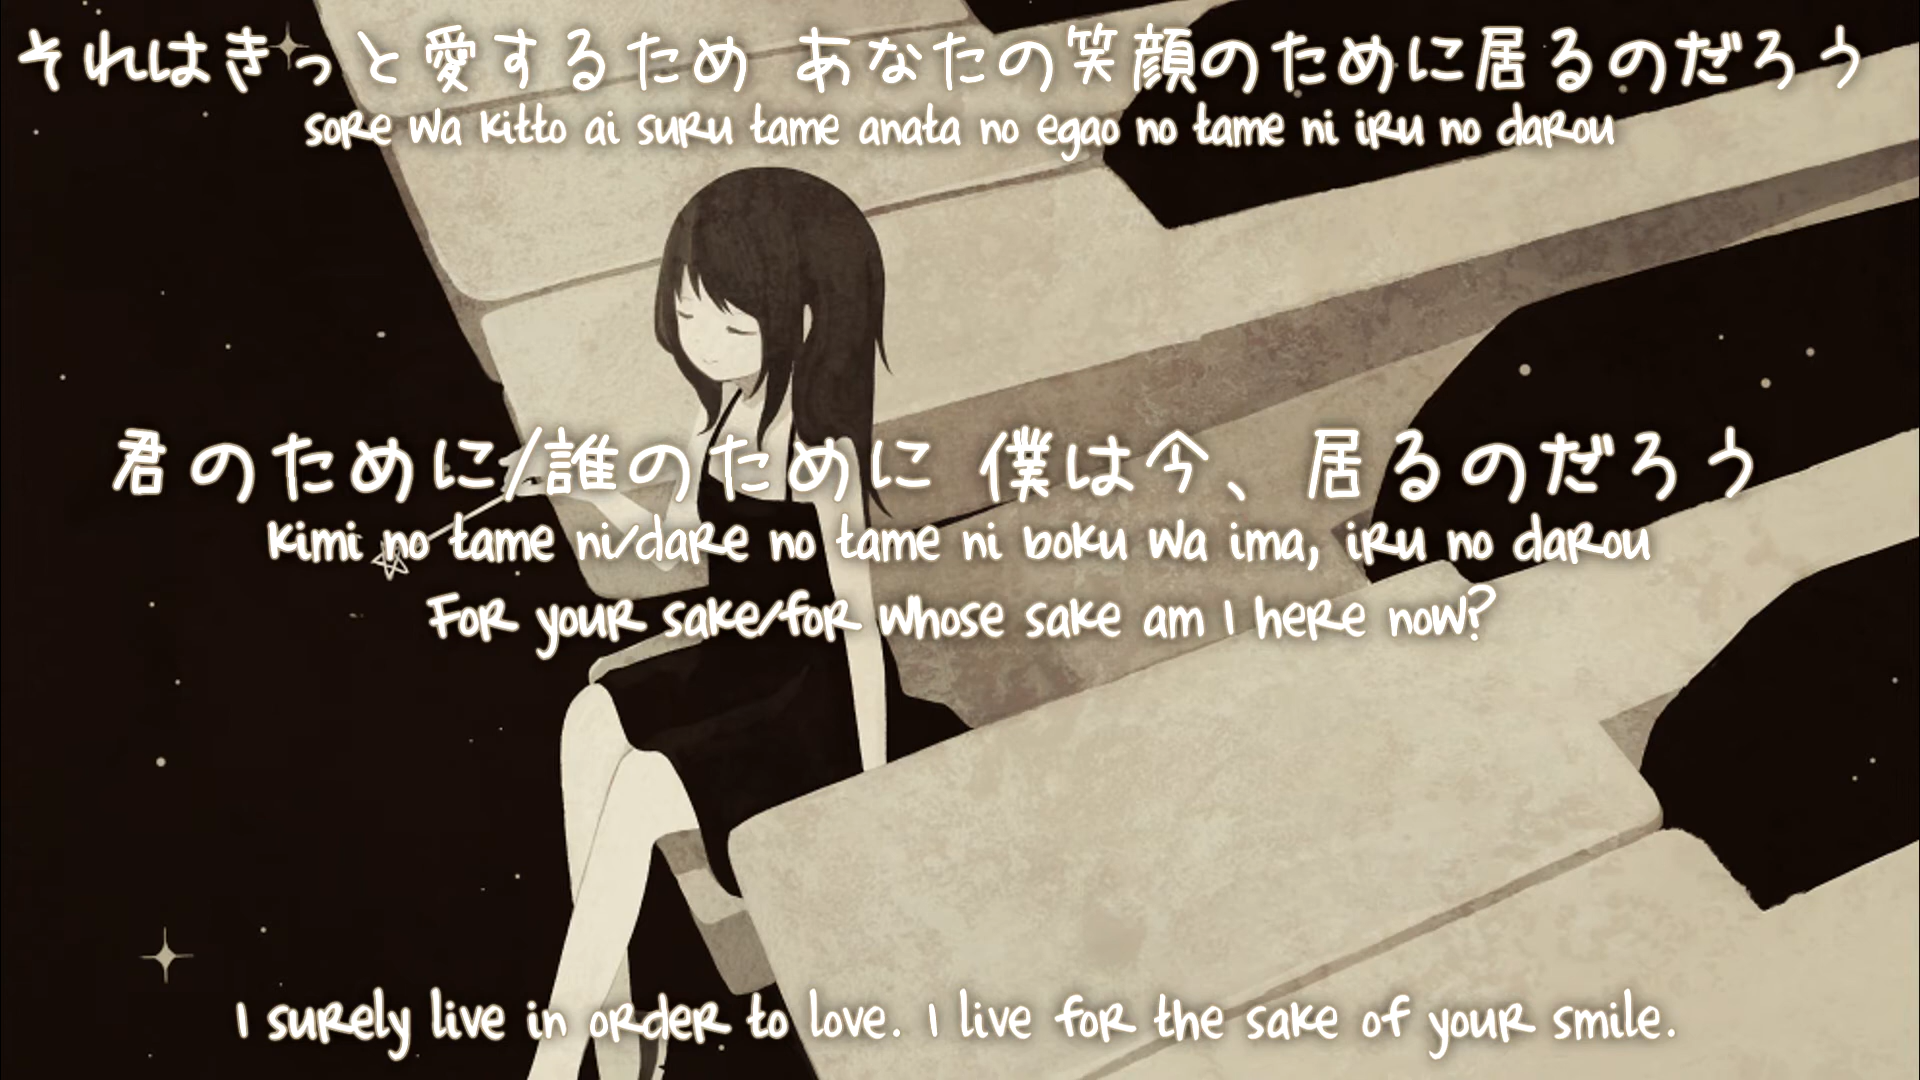 それはきっと愛するため あなたの笑顔のために居るのだろう
sore wa kitto ai suru tame anata no egao no tame ni iru no darou
君のために/誰のために 僕は今、居るのだろう
kimi no tame ni/dare no tame ni boku wa ima, iru no darou
For your sake/for whose sake am I here now?
I surely live in order to love. I live for the sake of your smile.